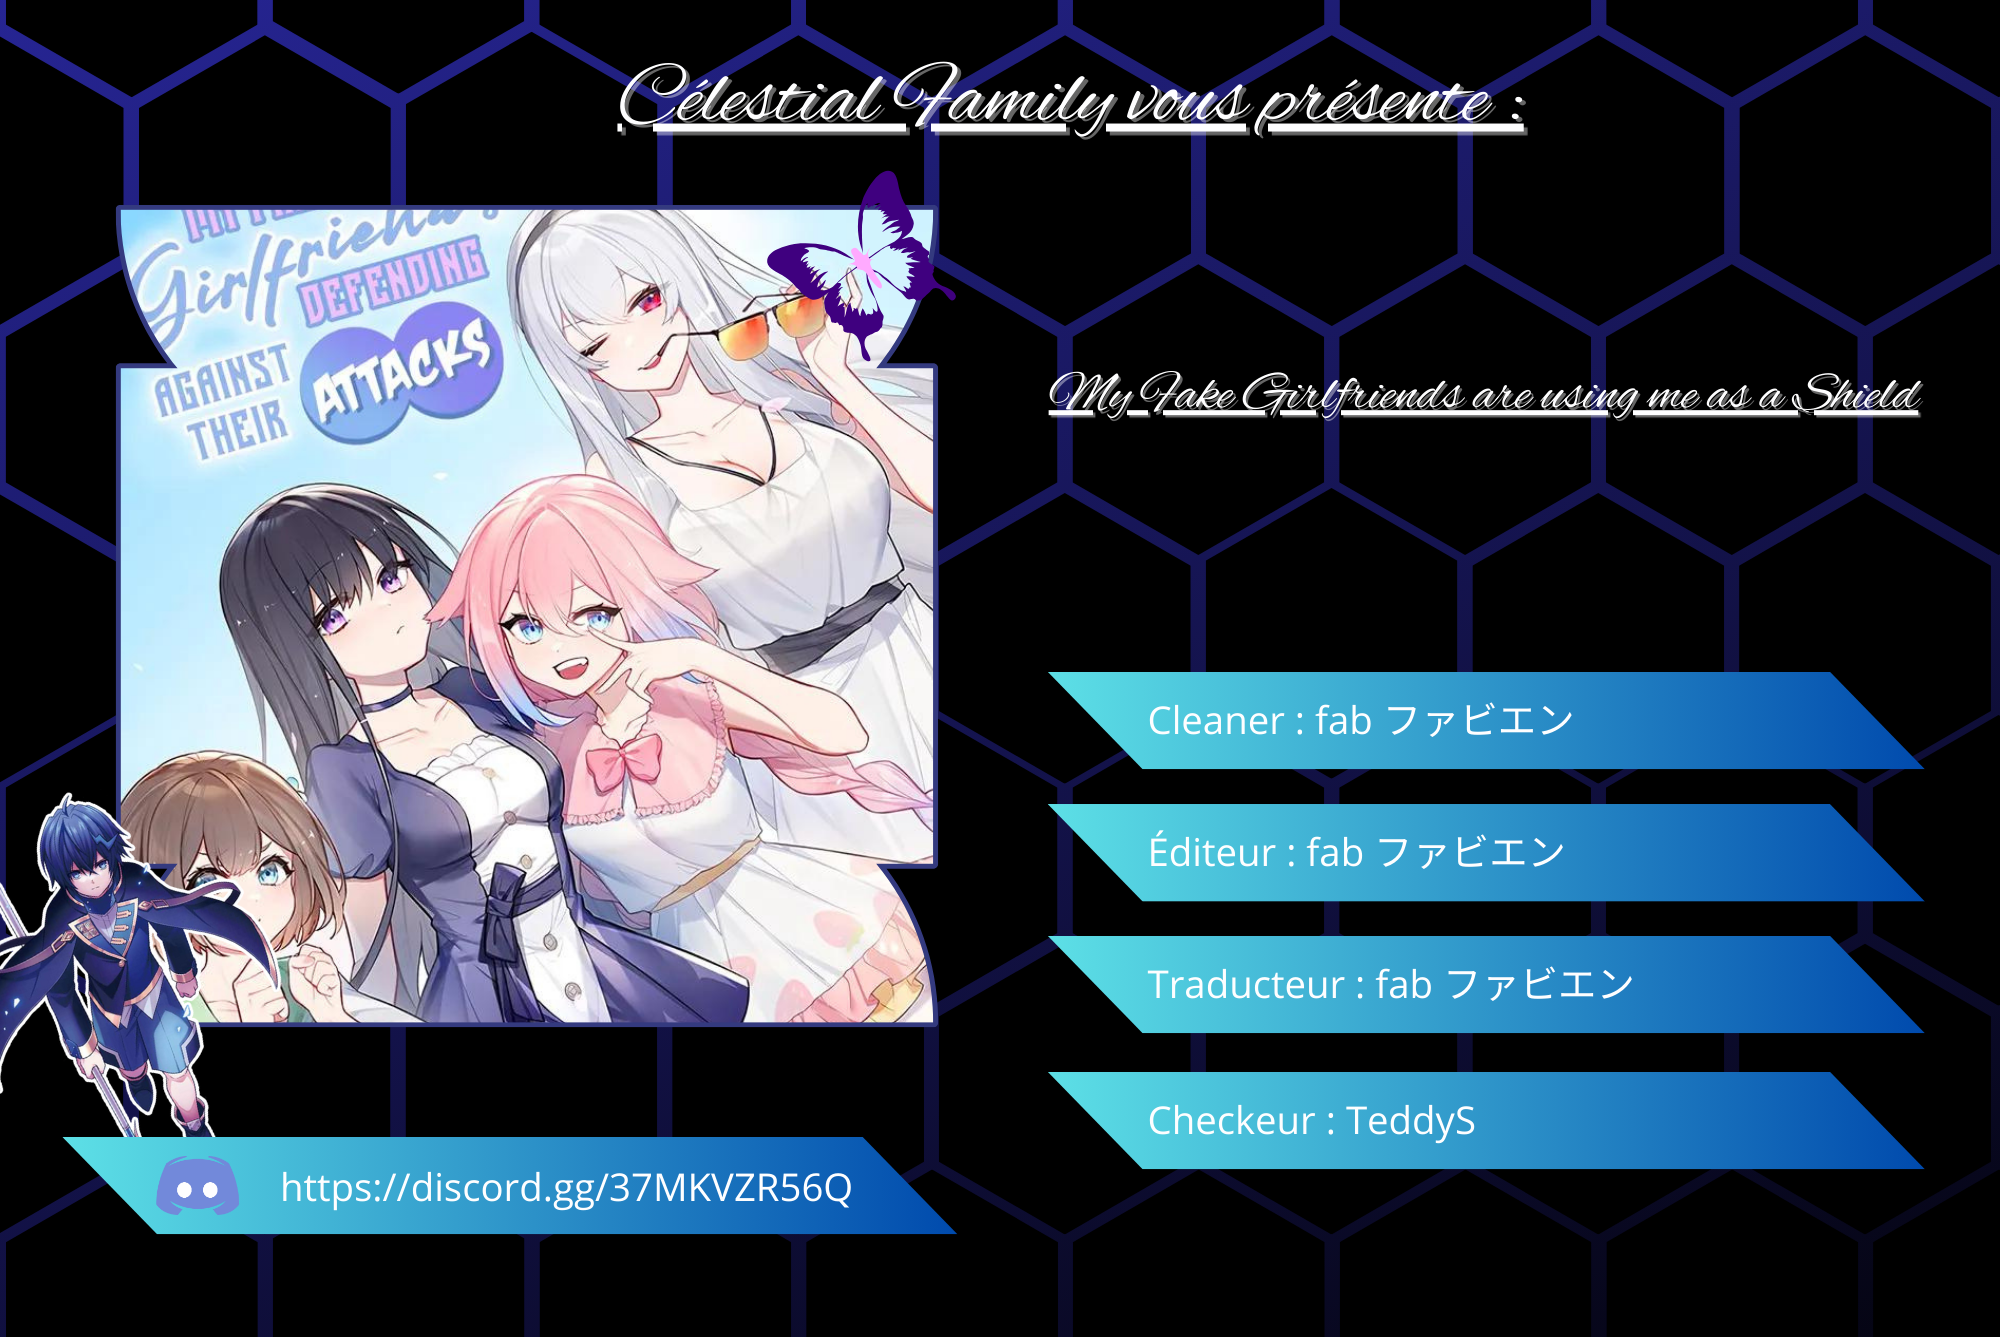 Célestial Family vous présente :
Girlfriend's
DEFENDING
AGAINST
THEIR
ATTACKS
My Fake Girlfriends are using me as a Shield
Cleaner : fab ファビエン
Éditeur : fab ファビエン
Traducteur : fab ファビエン
Checkeur : TeddyS
https://discord.gg/37MKVZR56Q